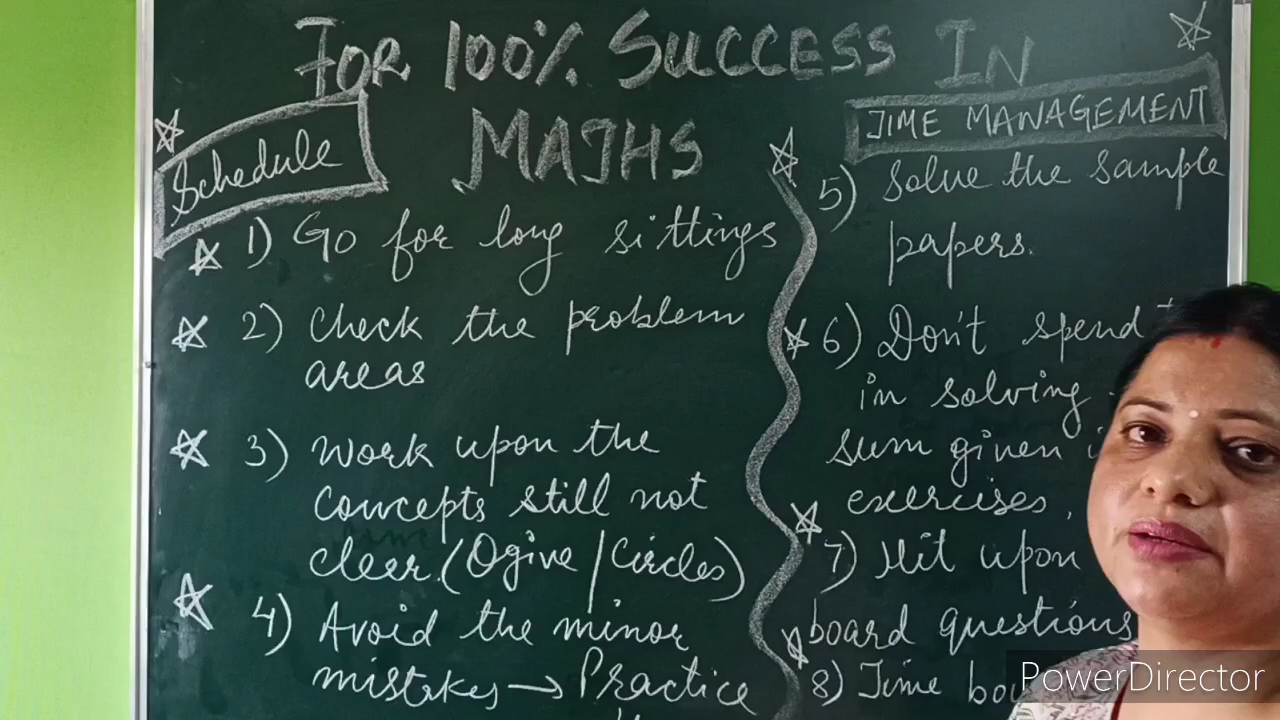 FOR 100% SUCCESS IN
MATHS
Schedule
1) Go for long sittings
2) Check the problem
areas
3) Work upon the
concepts still not
clear. (Ogive / Circles)
4) Avoid the minor
mistakes → Practice
TIME MANAGEMENT
5) Solve the sample
papers.
6) Don't spend
in solving
sum given
exercises.
7) Hit upon
board questions
8) Time
PowerDirector